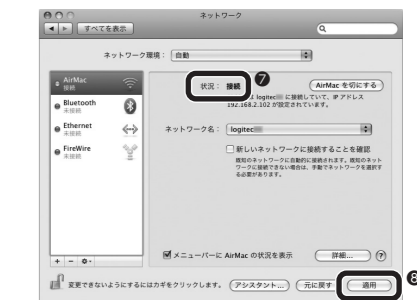 ネットワーク
すべてを表示
ネットワーク環境： 自動
AirMac
接続
Bluetooth
未接続
Ethernet
未接続
FireWire
未接続
状況： 接続
❼
AirMac を切にする
logitec に接続していて、IP アドレス
192.168.2.102 が設定されています。
ネットワーク名： logitec
新しいネットワークに接続することを確認
既知のネットワークに自動的に接続されます。既知のネット
ワークに接続できない場合は、手動でネットワークを選択す
る必要があります。
メニューバーに AirMac の状況を表示
詳細...
?
変更できないようにするにはカギをクリックします。
アシスタント...
元に戻す
適用
❽